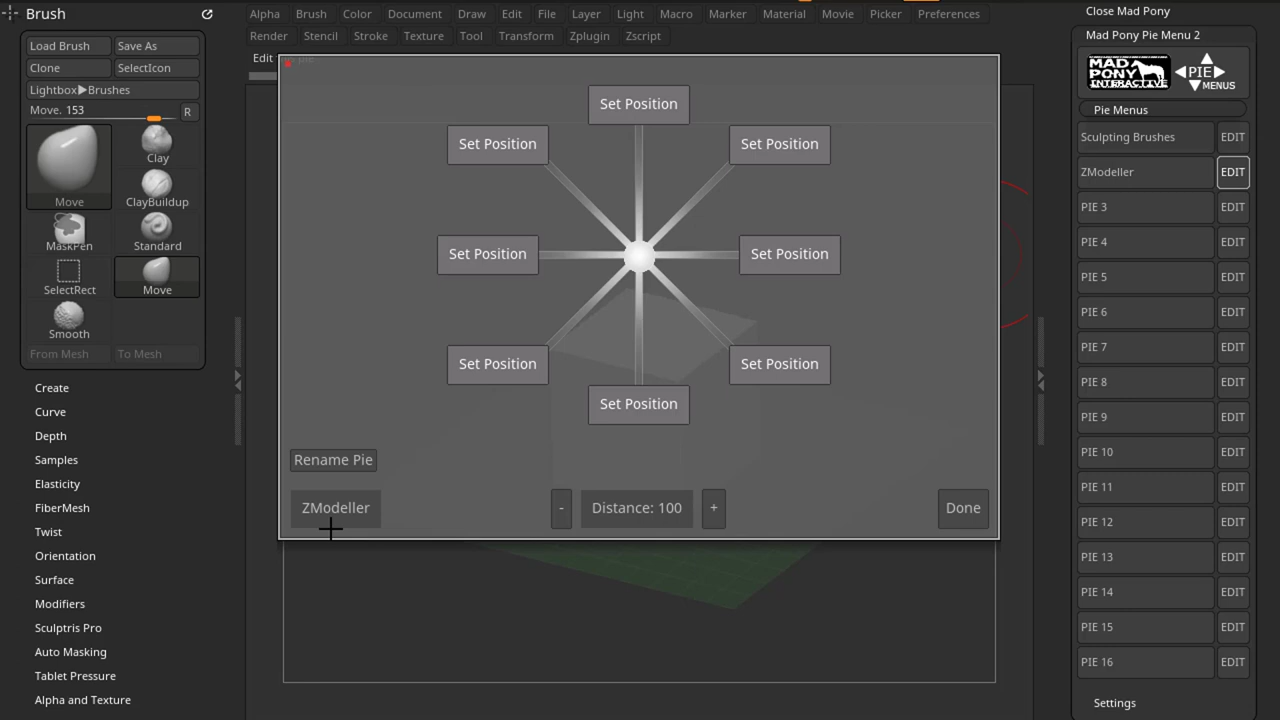 Brush
Load Brush
Save As
Clone
SelectIcon
Lightbox▶Brushes
Move. 153
R
Move
Clay
ClayBuildup
MaskPen
Standard
SelectRect
Move
Smooth
From Mesh
To Mesh
Create
Curve
Depth
Samples
Elasticity
FiberMesh
Twist
Orientation
Surface
Modifiers
Sculptris Pro
Auto Masking
Tablet Pressure
Alpha and Texture
Alpha Brush Color Document Draw Edit File Layer Light Macro Marker Material Movie Picker Preferences
Render Stencil Stroke Texture Tool Transform Zplugin Zscript
Edit
Set Position
Set Position
Set Position
Set Position
Set Position
Set Position
Set Position
Set Position
Rename Pie
ZModeller
-
Distance: 100
+
Done
Close Mad Pony
Mad Pony Pie Menu 2
MAD
PONY
INTERACTIVE
PIE
MENUS
Pie Menus
Sculpting Brushes EDIT
ZModeller EDIT
PIE 3 EDIT
PIE 4 EDIT
PIE 5 EDIT
PIE 6 EDIT
PIE 7 EDIT
PIE 8 EDIT
PIE 9 EDIT
PIE 10 EDIT
PIE 11 EDIT
PIE 12 EDIT
PIE 13 EDIT
PIE 14 EDIT
PIE 15 EDIT
PIE 16 EDIT
Settings